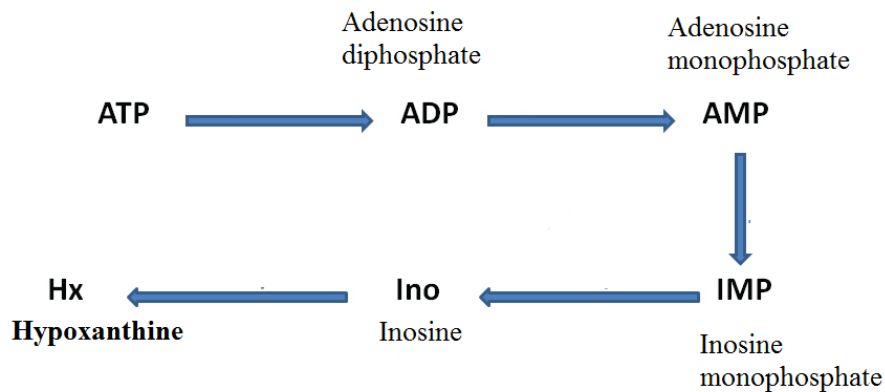 Adenosine
diphosphate
Adenosine
monophosphate
ATP
ADP
AMP
Hx
Ino
IMP
Hypoxanthine
Inosine
Inosine
monophosphate